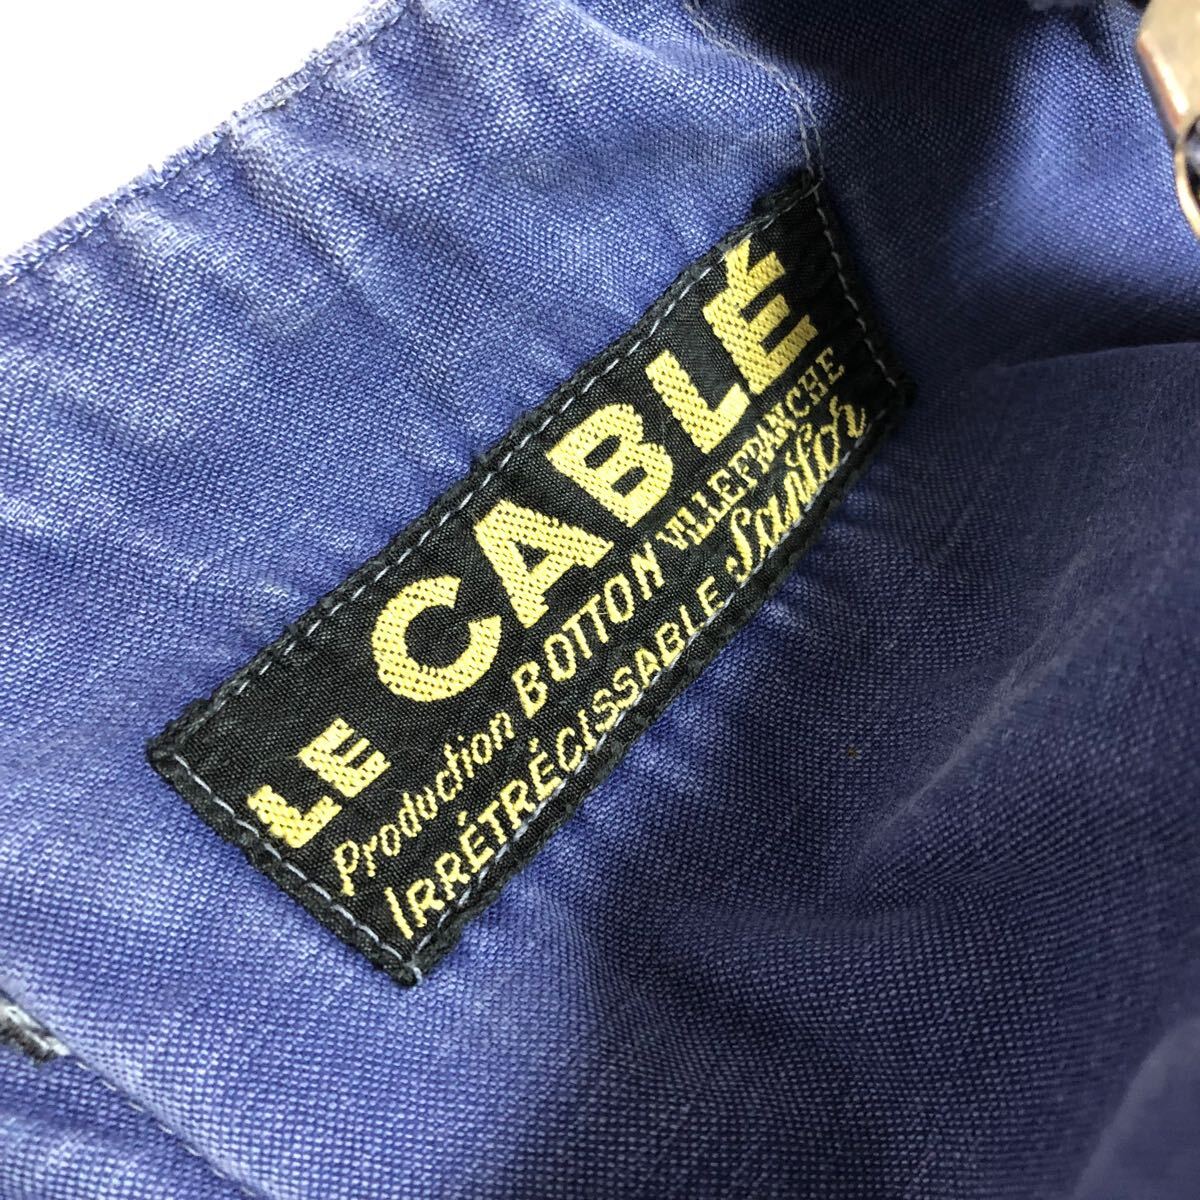 LE CABLÉ
Production BOTTON VILLEFRANCHE
IRRÉTRÉCISSABLE Sanfor